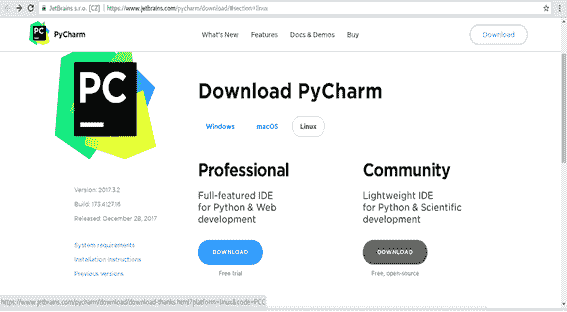 JetBrains s.r.o. [CZ] | https://www.jetbrains.com/pycharm/download/#section=linux
PC PyCharm
What's New Features Docs & Demos Buy
Download
PC
Download PyCharm
Windows macOS Linux
Professional
Full-featured IDE
for Python & Web
development
DOWNLOAD
Free trial
Community
Lightweight IDE
for Python & Scientific
development
DOWNLOAD
Free, open-source
Version: 2017.3.2
Build: 173.4127.16
Released: December 28, 2017
System requirements
Installation Instructions
Previous versions
https://www.jetbrains.com/pycharm/download/download-thanks.html?platform=linux&code=PCC